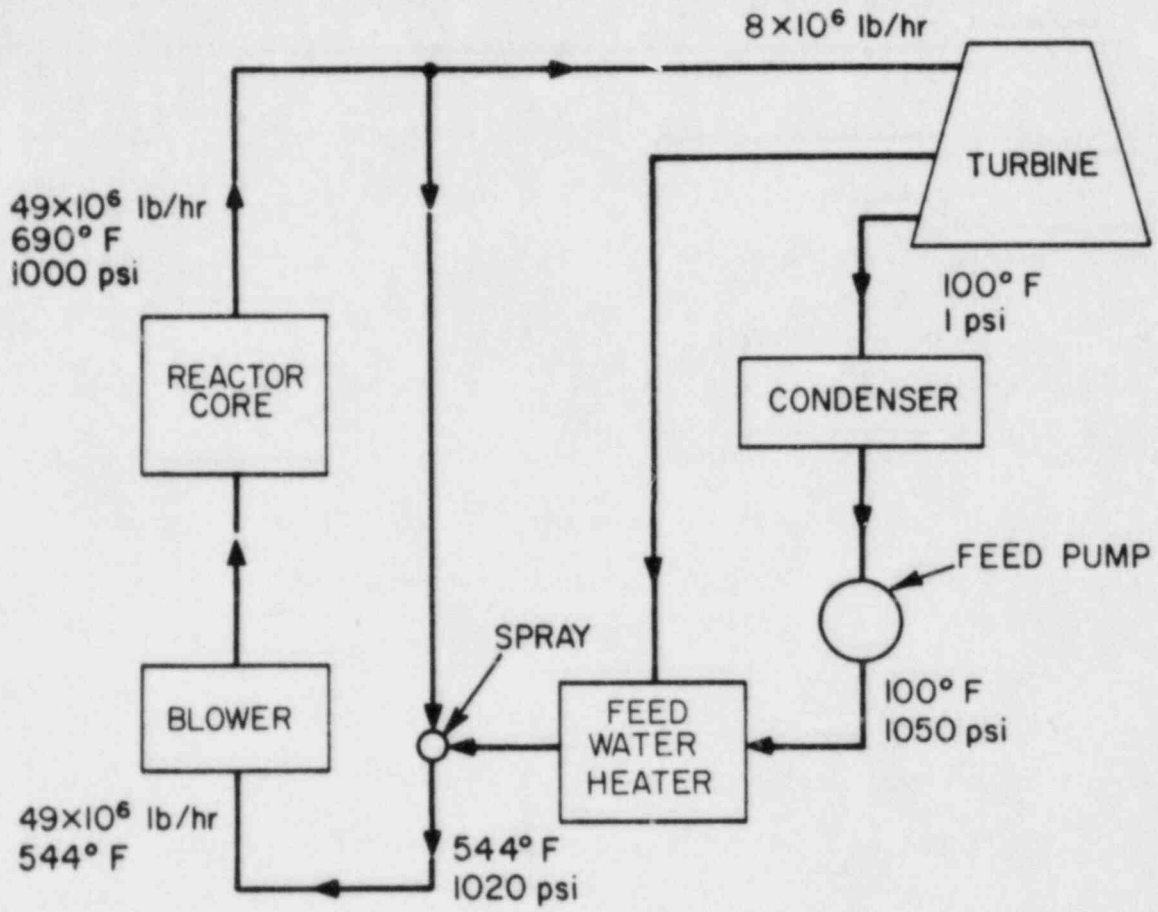 8×10⁶ lb/hr
TURBINE
49×10⁶ lb/hr
690° F
1000 psi
100° F
1 psi
REACTOR
CORE
CONDENSER
FEED PUMP
SPRAY
BLOWER
FEED
WATER
HEATER
100° F
1050 psi
49×10⁶ lb/hr
544° F
544° F
1020 psi